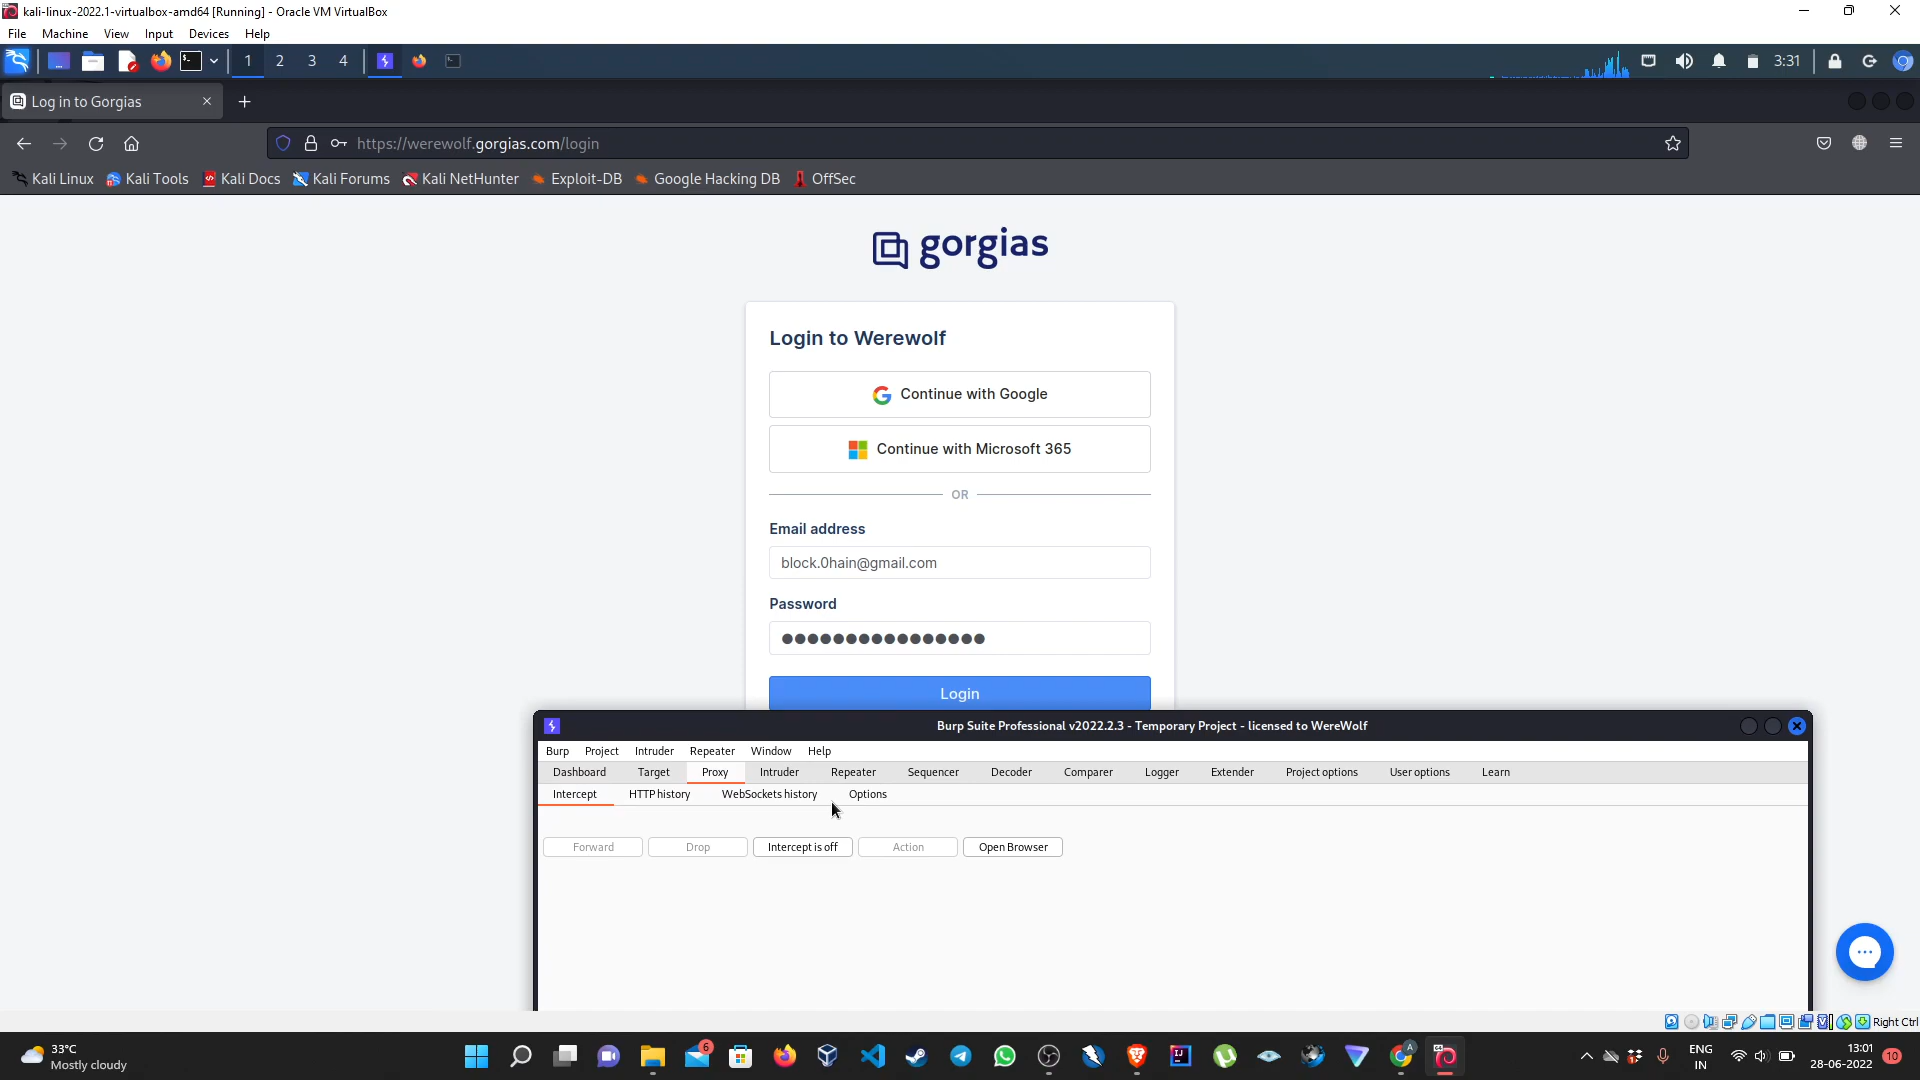 kali-linux-2022.1-virtualbox-amd64 [Running] - Oracle VM VirtualBox
File Machine View Input Devices Help
1 2 3 4 3:31
Log in to Gorgias
https://werewolf.gorgias.com/login
Kali Linux Kali Tools Kali Docs Kali Forums Kali NetHunter Exploit-DB Google Hacking DB OffSec
gorgias
Login to Werewolf
Continue with Google
Continue with Microsoft 365
OR
Email address
block.0hain@gmail.com
Password
Login
Burp Suite Professional v2022.2.3 - Temporary Project - licensed to WereWolf
Burp Project Intruder Repeater Window Help
Dashboard Target Proxy Intruder Repeater Sequencer Decoder Comparer Logger Extender Project options User options Learn
Intercept HTTP history WebSockets history Options
Forward Drop Intercept is off Action Open Browser
Right Ctrl
33°C
Mostly cloudy
6
A
ENG
IN
13:01
28-06-2022
10